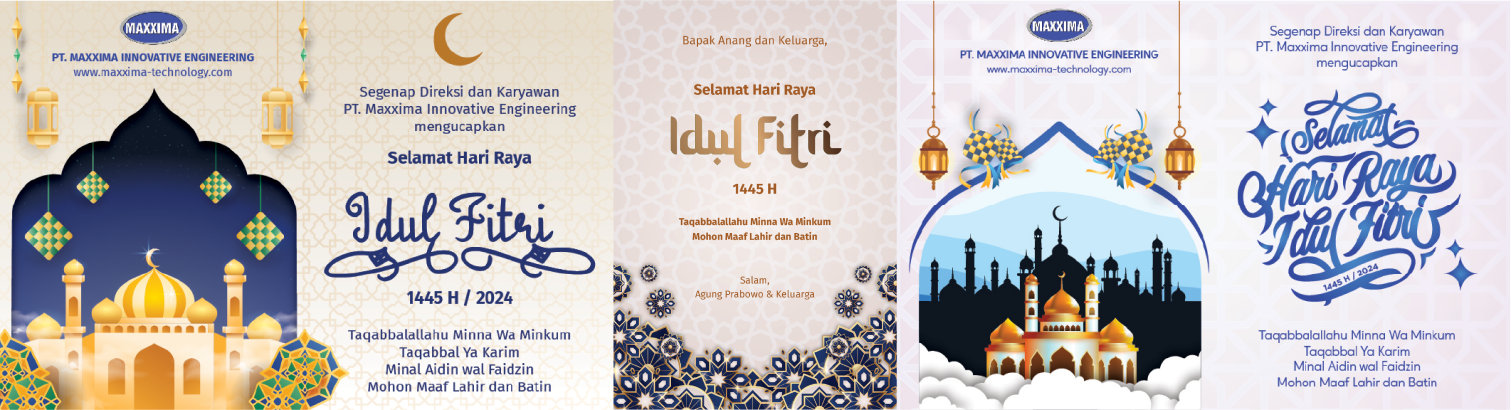 MAXXIMA
PT. MAXXIMA INNOVATIVE ENGINEERING
www.maxxima-technology.com
Segenap Direksi dan Karyawan
PT. Maxxima Innovative Engineering
mengucapkan
Selamat Hari Raya
Idul Fitri
1445 H / 2024
Taqabbalallahu Minna Wa Minkum
Taqabbal Ya Karim
Minal Aidin wal Faidzin
Mohon Maaf Lahir dan Batin
Bapak Anang dan Keluarga,
Selamat Hari Raya
Idul Fitri
1445 H
Taqabbalallahu Minna Wa Minkum
Mohon Maaf Lahir dan Batin
Salam,
Agung Prabowo & Keluarga
MAXXIMA
PT. MAXXIMA INNOVATIVE ENGINEERING
www.maxxima-technology.com
Segenap Direksi dan Karyawan
PT. Maxxima Innovative Engineering
mengucapkan
Selamat
Hari Raya
Idul Fitri
1445 H / 2024
Taqabbalallahu Minna Wa Minkum
Taqabbal Ya Karim
Minal Aidin wal Faidzin
Mohon Maaf Lahir dan Batin